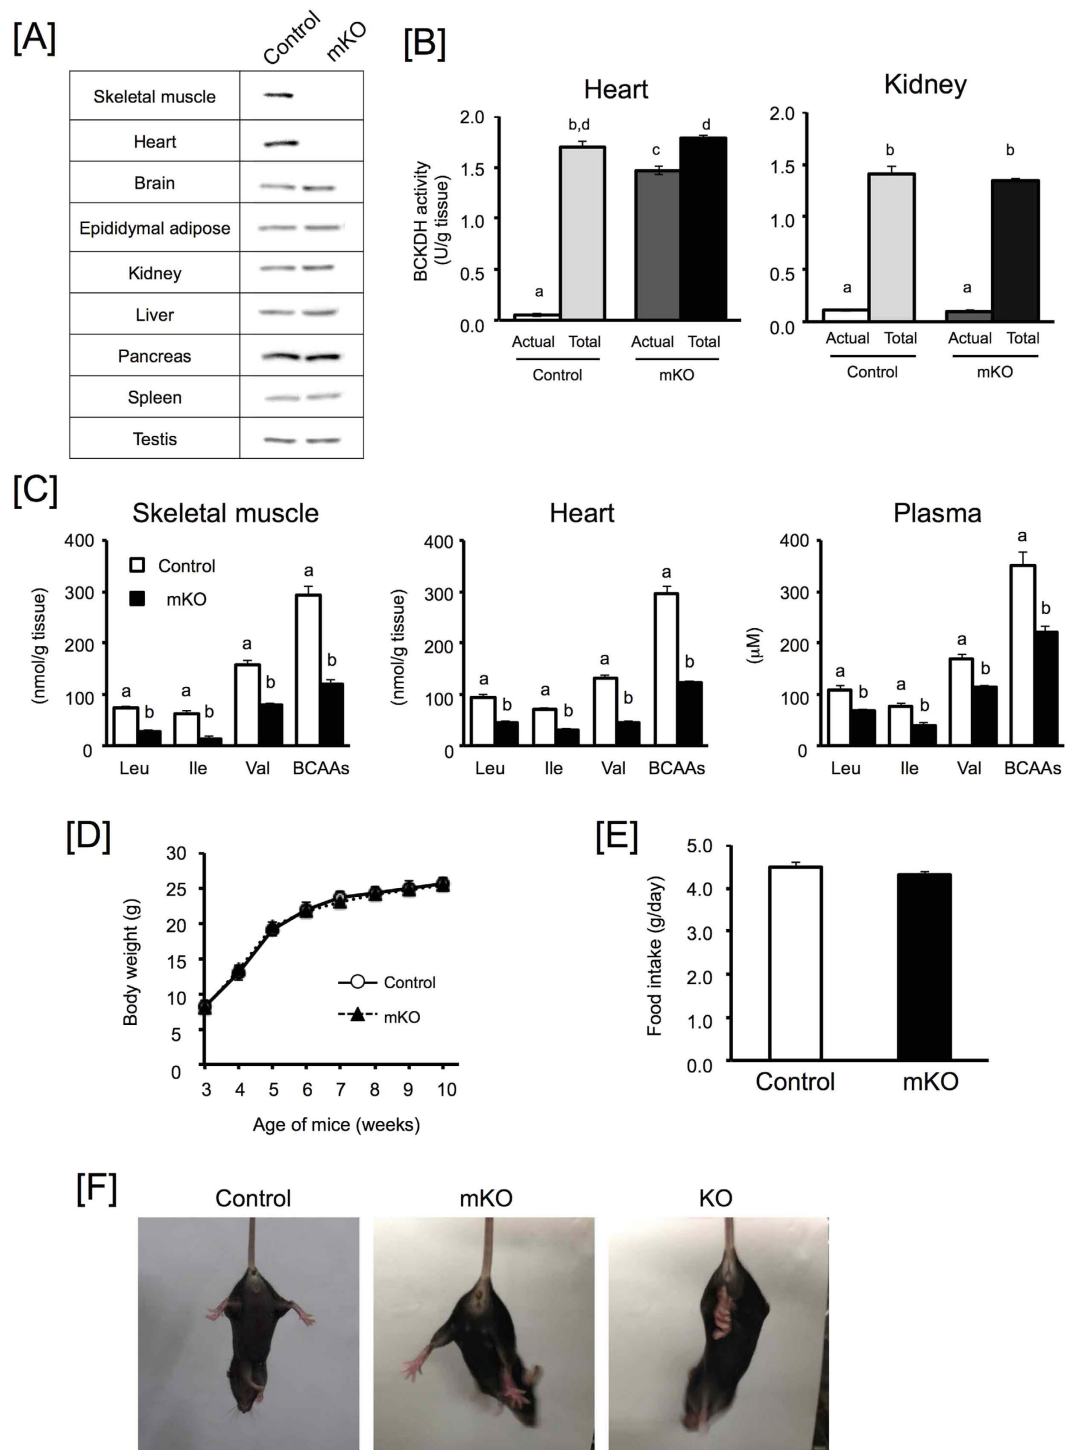 [A]
Control
mKO
Skeletal muscle
Heart
Brain
Epididymal adipose
Kidney
Liver
Pancreas
Spleen
Testis
[B]
Heart
BCKDH activity
(U/g tissue)
2.0
1.5
1.0
0.5
0.0
a
b,d
c
d
Actual Total Actual Total
Control mKO
Kidney
2.0
1.5
1.0
0.5
0.0
a
b
a
b
Actual Total Actual Total
Control mKO
[C]
Skeletal muscle
(nmol/g tissue)
400
300
200
100
0
Control
mKO
a b a b a b a b
Leu Ile Val BCAAs
Heart
(nmol/g tissue)
400
300
200
100
0
a b a b a b a b
Leu Ile Val BCAAs
Plasma
(μM)
400
300
200
100
0
a b a b a b a b
Leu Ile Val BCAAs
[D]
Body weight (g)
30
25
20
15
10
5
0
Control
mKO
3 4 5 6 7 8 9 10
Age of mice (weeks)
[E]
Food intake (g/day)
5.0
4.0
3.0
2.0
1.0
0.0
Control mKO
[F]
Control mKO KO